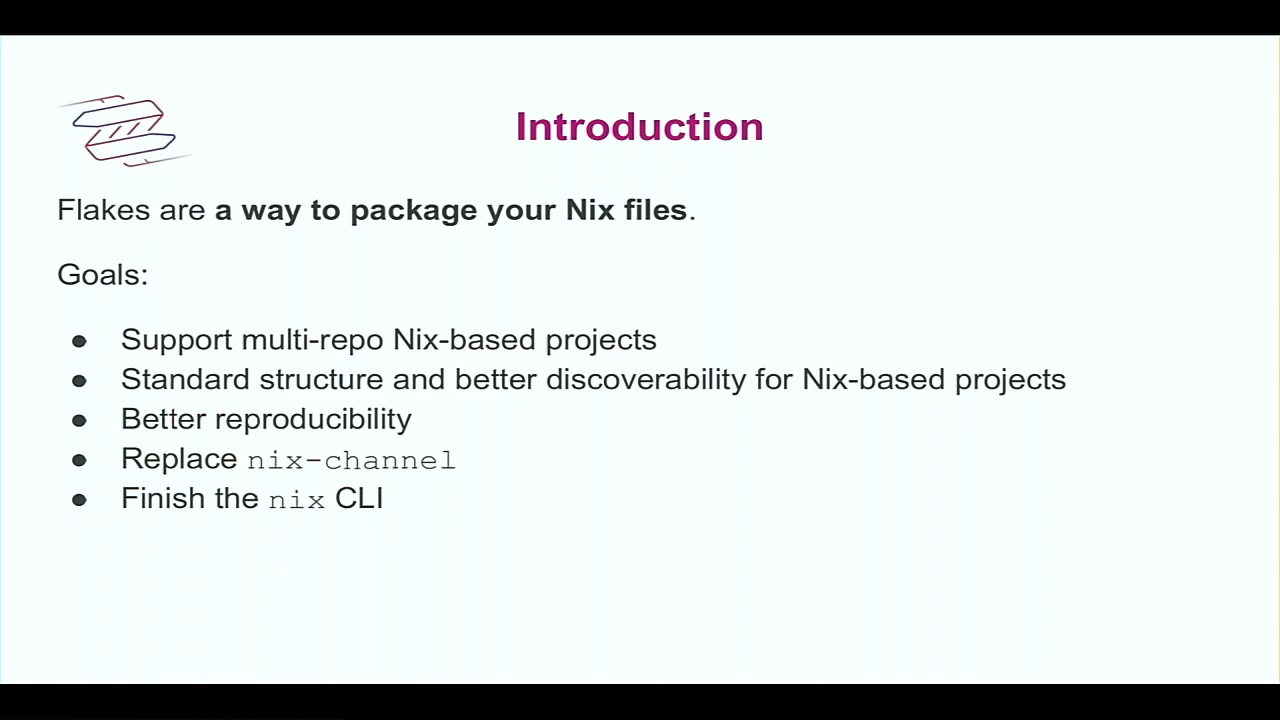 Introduction
Flakes are a way to package your Nix files.
Goals:
● Support multi-repo Nix-based projects
● Standard structure and better discoverability for Nix-based projects
● Better reproducibility
● Replace nix-channel
● Finish the nix CLI